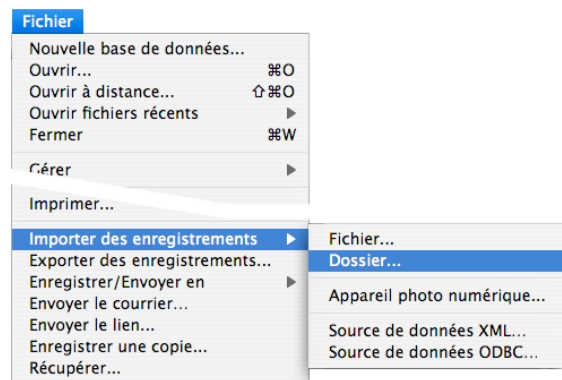 Fichier
Nouvelle base de données...
Ouvrir... ⌘O
Ouvrir à distance... ⇧⌘O
Ouvrir fichiers récents ▶
Fermer ⌘W
Gérer ▶
Imprimer...
Importer des enregistrements ▶
Exporter des enregistrements...
Enregistrer/Envoyer en ▶
Envoyer le courrier...
Envoyer le lien...
Enregistrer une copie...
Récupérer...
Fichier...
Dossier...
Appareil photo numérique...
Source de données XML...
Source de données ODBC...